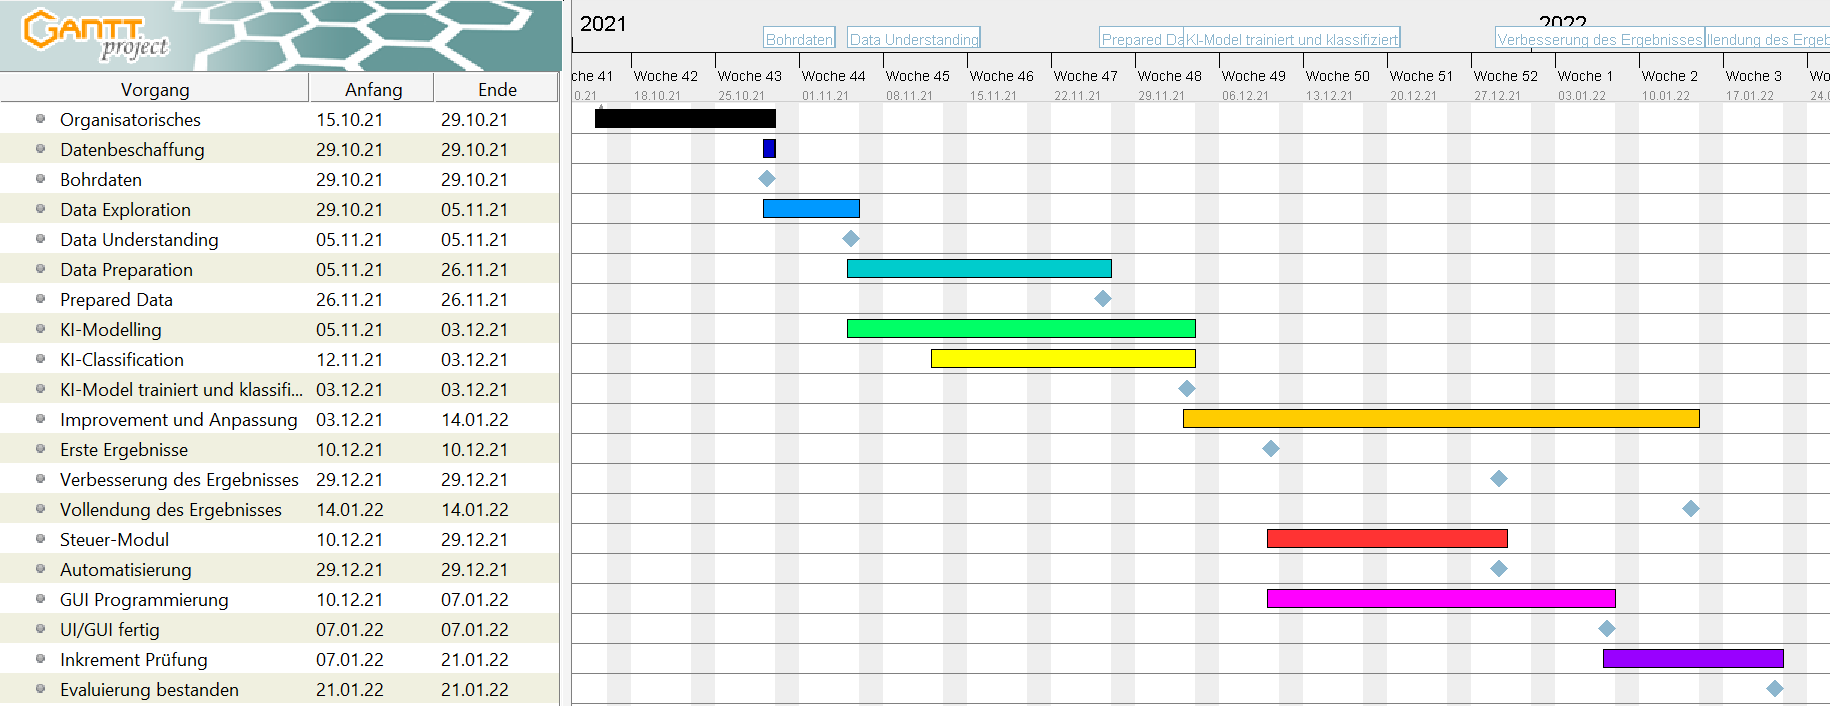 GANTT
project
2021
2022
Bohrdaten
Data Understanding
Prepared Da
KI-Model trainiert und klassifiziert
Verbesserung des Ergebnisses
llendung des Ergeb
che 41 Woche 42 Woche 43 Woche 44 Woche 45 Woche 46 Woche 47 Woche 48 Woche 49 Woche 50 Woche 51 Woche 52 Woche 1 Woche 2 Woche 3 Wo
0.21 18.10.21 25.10.21 01.11.21 08.11.21 15.11.21 22.11.21 29.11.21 06.12.21 13.12.21 20.12.21 27.12.21 03.01.22 10.01.22 17.01.22 24.0
Vorgang Anfang Ende
Organisatorisches 15.10.21 29.10.21
Datenbeschaffung 29.10.21 29.10.21
Bohrdaten 29.10.21 29.10.21
Data Exploration 29.10.21 05.11.21
Data Understanding 05.11.21 05.11.21
Data Preparation 05.11.21 26.11.21
Prepared Data 26.11.21 26.11.21
KI-Modelling 05.11.21 03.12.21
KI-Classification 12.11.21 03.12.21
KI-Model trainiert und klassifi... 03.12.21 03.12.21
Improvement und Anpassung 03.12.21 14.01.22
Erste Ergebnisse 10.12.21 10.12.21
Verbesserung des Ergebnisses 29.12.21 29.12.21
Vollendung des Ergebnisses 14.01.22 14.01.22
Steuer-Modul 10.12.21 29.12.21
Automatisierung 29.12.21 29.12.21
GUI Programmierung 10.12.21 07.01.22
UI/GUI fertig 07.01.22 07.01.22
Inkrement Prüfung 07.01.22 21.01.22
Evaluierung bestanden 21.01.22 21.01.22